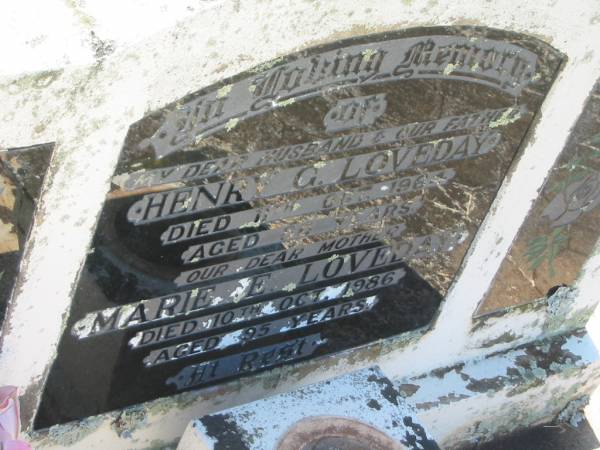 In Loving Memory
of
MY DEAR HUSBAND & OUR FATHER
HENRY G. LOVEDAY
DIED
AGED YEARS
OUR DEAR MOTHER
MARIE E. LOVEDAY
DIED 10TH OCT. 1986
AGED 95 YEARS
At Rest